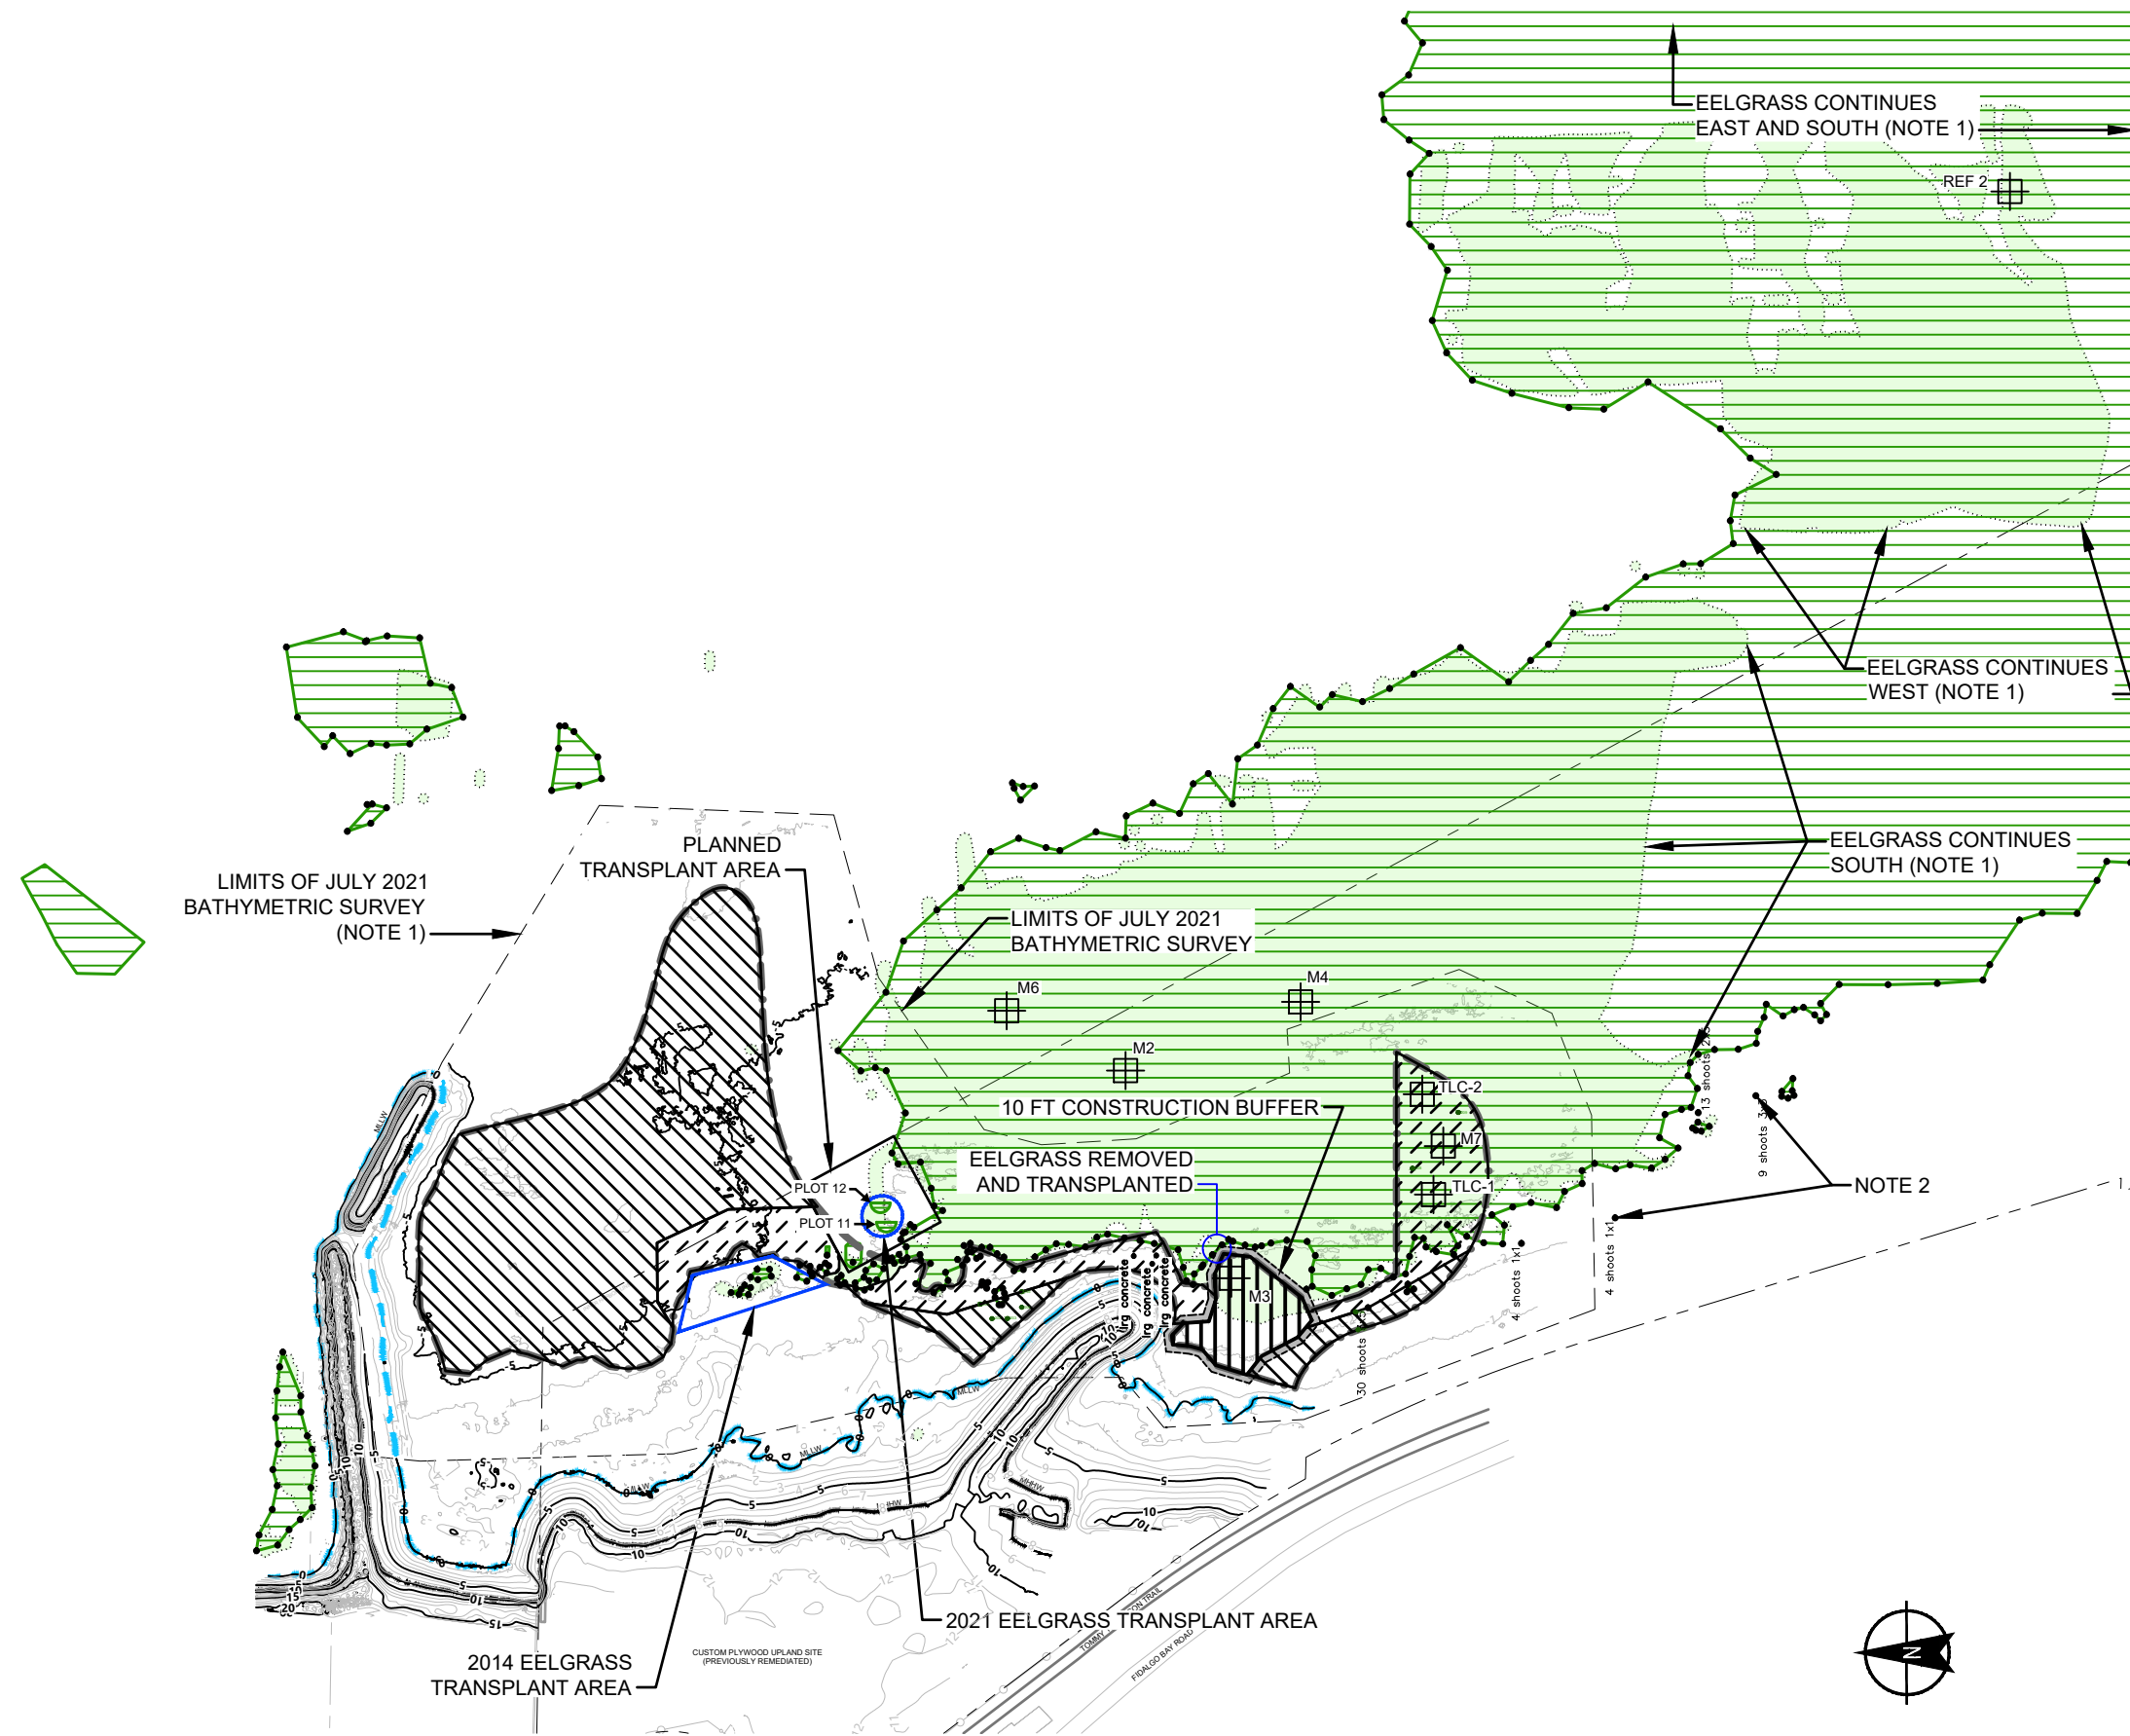 EELGRASS CONTINUES
EAST AND SOUTH (NOTE 1)
REF 2
EELGRASS CONTINUES
WEST (NOTE 1)
EELGRASS CONTINUES
SOUTH (NOTE 1)
PLANNED
TRANSPLANT AREA
LIMITS OF JULY 2021
BATHYMETRIC SURVEY
(NOTE 1)
LIMITS OF JULY 2021
BATHYMETRIC SURVEY
M6
M4
M2
10 FT CONSTRUCTION BUFFER
TLC-2
M7
TLC-1
EELGRASS REMOVED
AND TRANSPLANTED
PLOT 12
PLOT 11
NOTE 2
9 shoots
4 shoots 1x1
4 shoots 1x1
30 shoots
13 shoots
lrg concrete
lrg concrete
lrg concrete
M3
MLLW
MLLW
MLLW
MLLW
MHHW
2021 EELGRASS TRANSPLANT AREA
2014 EELGRASS
TRANSPLANT AREA
CUSTOM PLYWOOD UPLAND SITE
(PREVIOUSLY REMEDIATED)
FIDALGO BAY ROAD
N